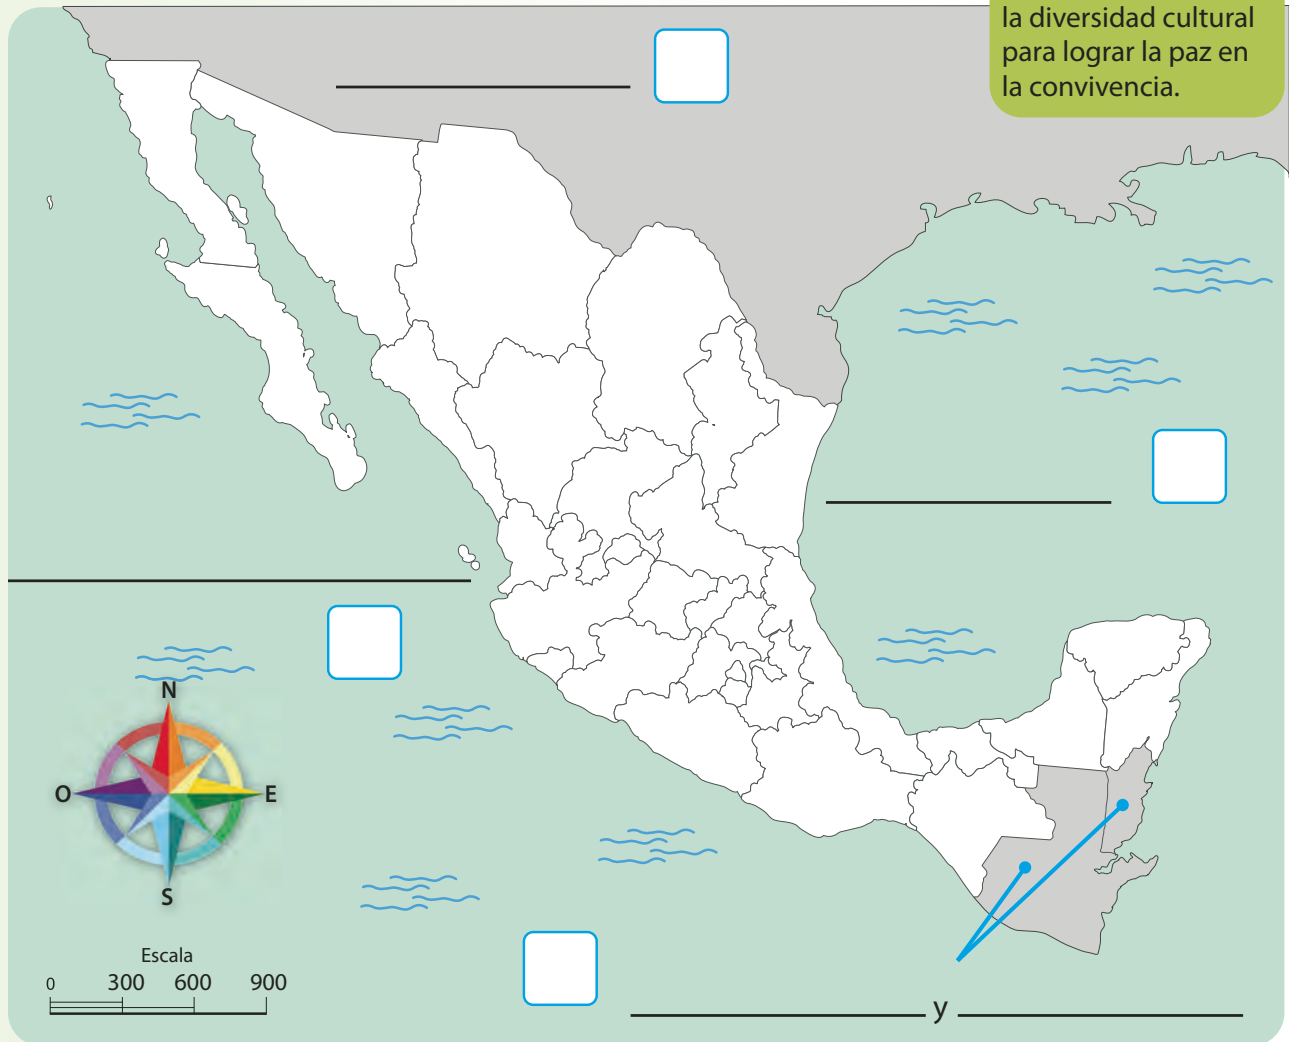 la diversidad cultural
para lograr la paz en
la convivencia.
N
O
E
S
Escala
0 300 600 900
y